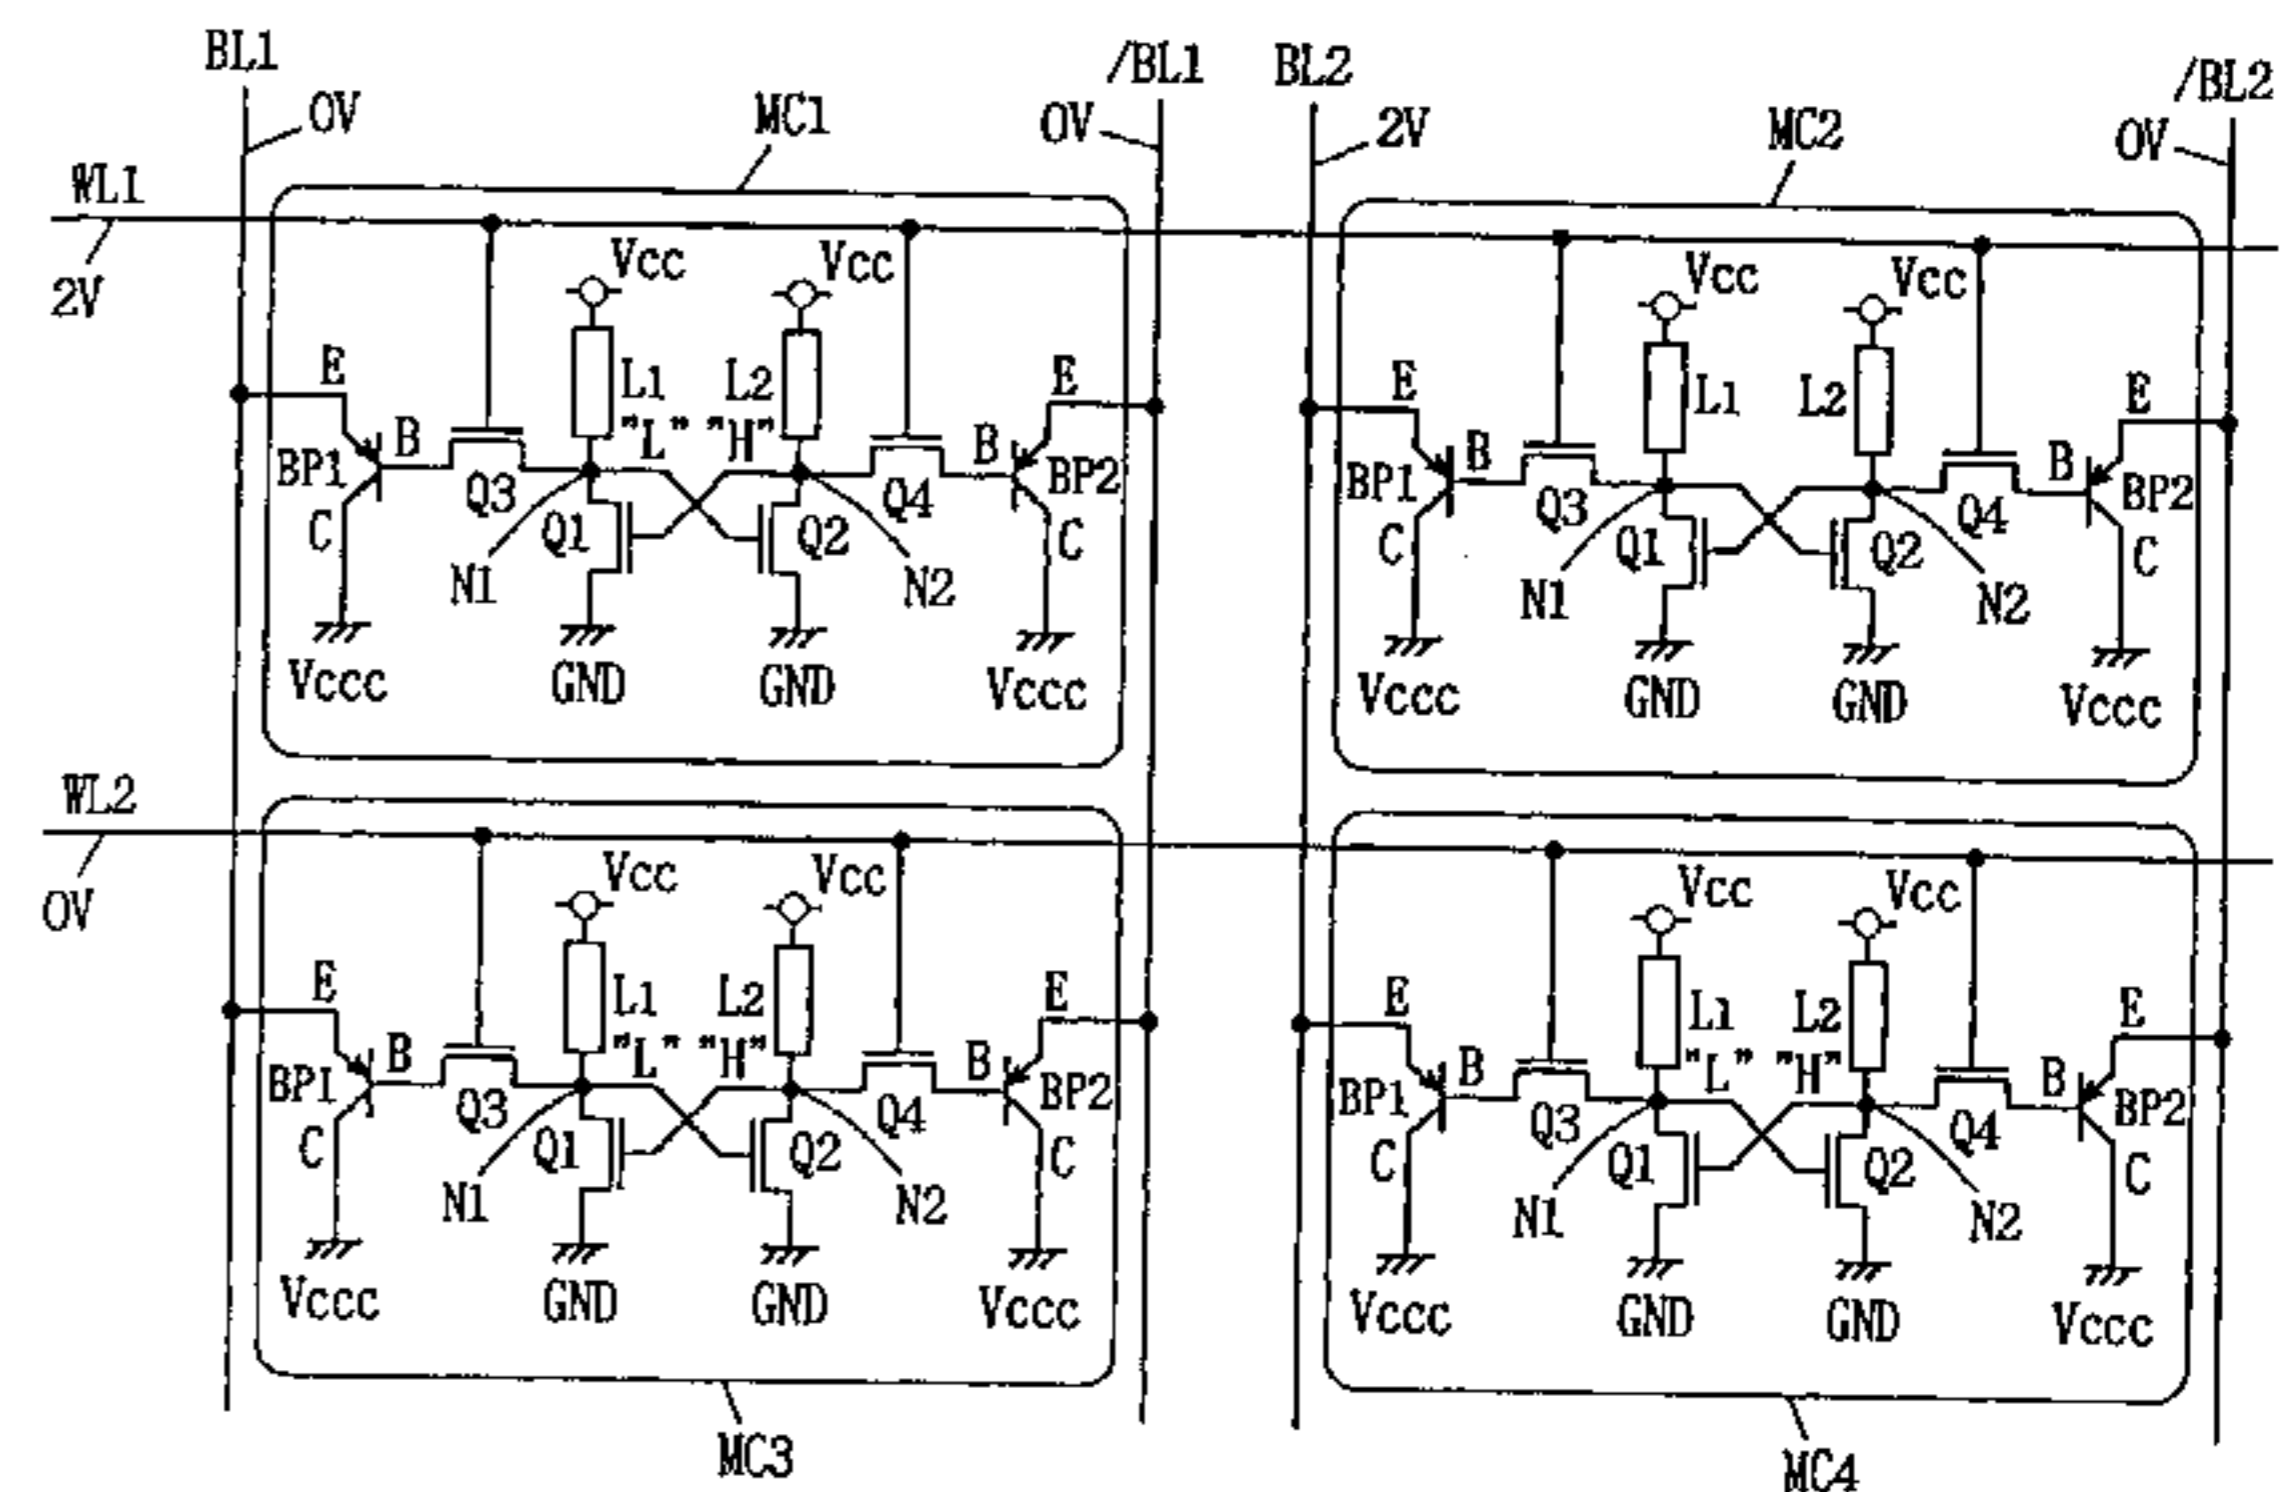 BL1
/BL1
BL2
/BL2
0V
MC1
0V
2V
MC2
0V
WL1
2V
Vcc
Vcc
Vcc
Vcc
E
L1
L2
E
E
L1
L2
E
"L"
"H"
BP1
B
Q3
Q4
B
BP2
BP1
B
Q3
Q4
B
BP2
C
N1
Q1
Q2
N2
C
C
N1
Q1
Q2
N2
C
Vccc
GND
GND
Vccc
Vccc
GND
GND
Vccc
WL2
0V
Vcc
Vcc
Vcc
Vcc
E
L1
L2
E
E
L1
L2
E
"L"
"H"
"L"
"H"
BP1
B
Q3
Q4
B
BP2
BP1
B
Q3
Q4
B
BP2
C
N1
Q1
Q2
N2
C
C
N1
Q1
Q2
N2
C
Vccc
GND
GND
Vccc
Vccc
GND
GND
Vccc
MC3
MC4